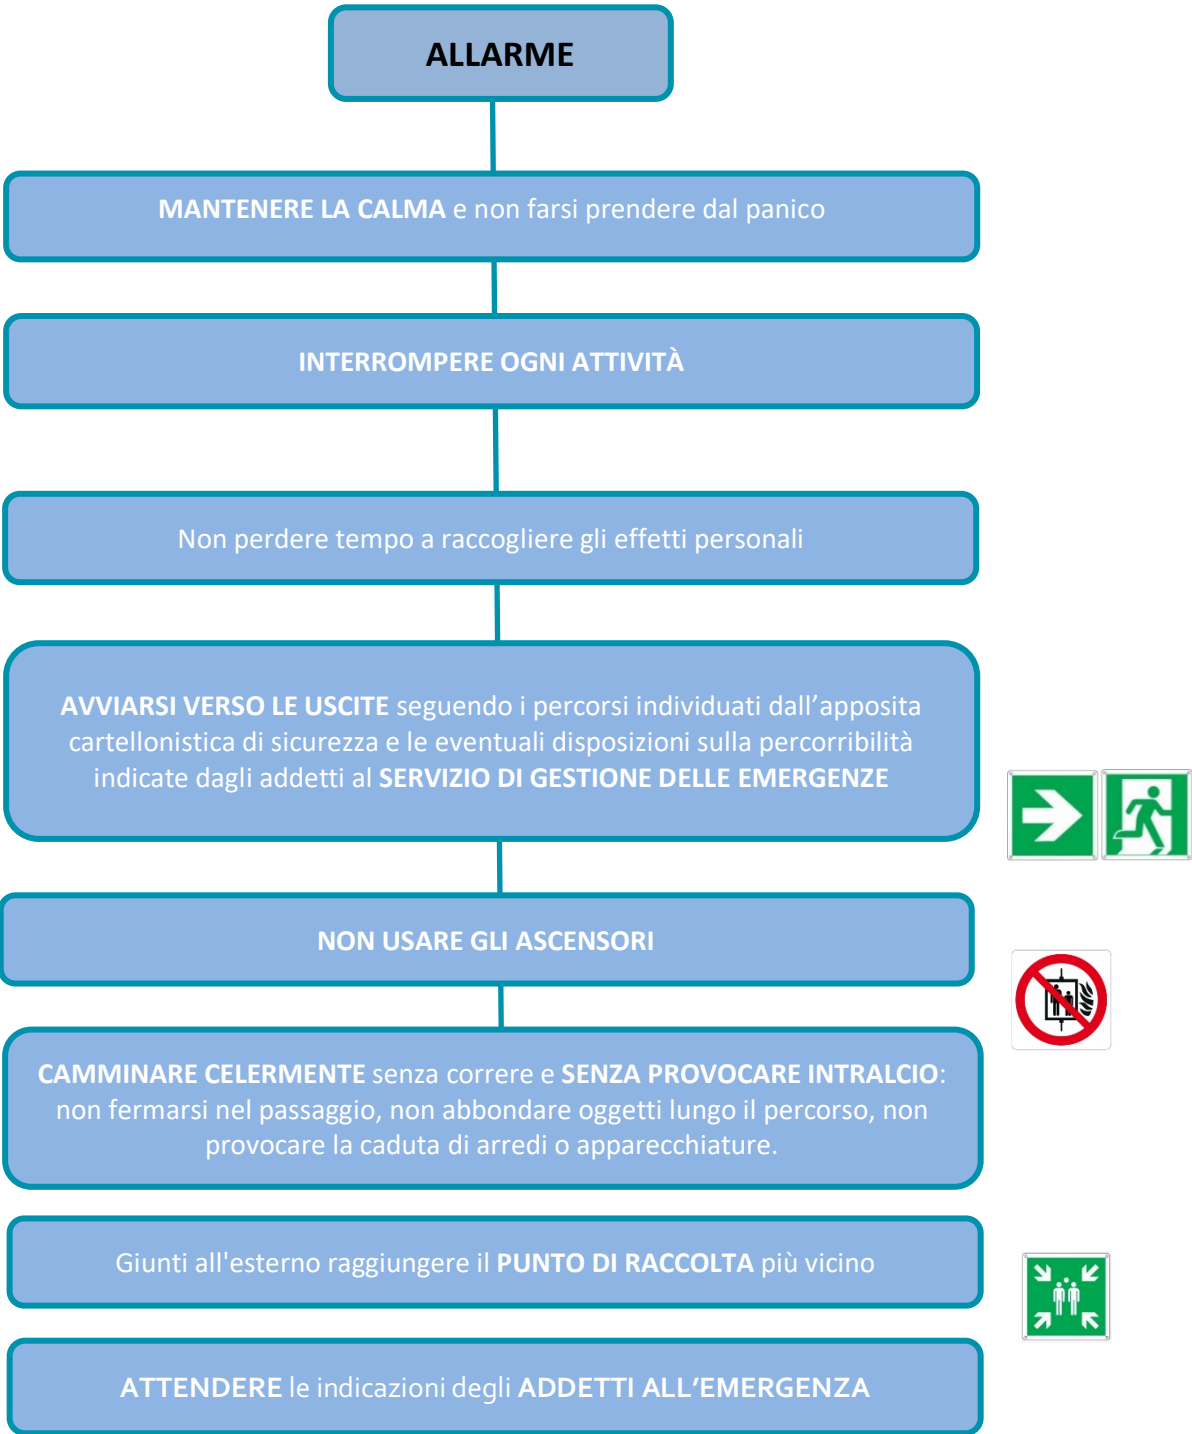 ALLARME
MANTENERE LA CALMA e non farsi prendere dal panico
INTERROMPERE OGNI ATTIVITÀ
Non perdere tempo a raccogliere gli effetti personali
AVVIARSI VERSO LE USCITE seguendo i percorsi individuati dall’apposita
cartellonistica di sicurezza e le eventuali disposizioni sulla percorribilità
indicate dagli addetti al SERVIZIO DI GESTIONE DELLE EMERGENZE
NON USARE GLI ASCENSORI
CAMMINARE CELERMENTE senza correre e SENZA PROVOCARE INTRALCIO:
non fermarsi nel passaggio, non abbondare oggetti lungo il percorso, non
provocare la caduta di arredi o apparecchiature.
Giunti all'esterno raggiungere il PUNTO DI RACCOLTA più vicino
ATTENDERE le indicazioni degli ADDETTI ALL’EMERGENZA